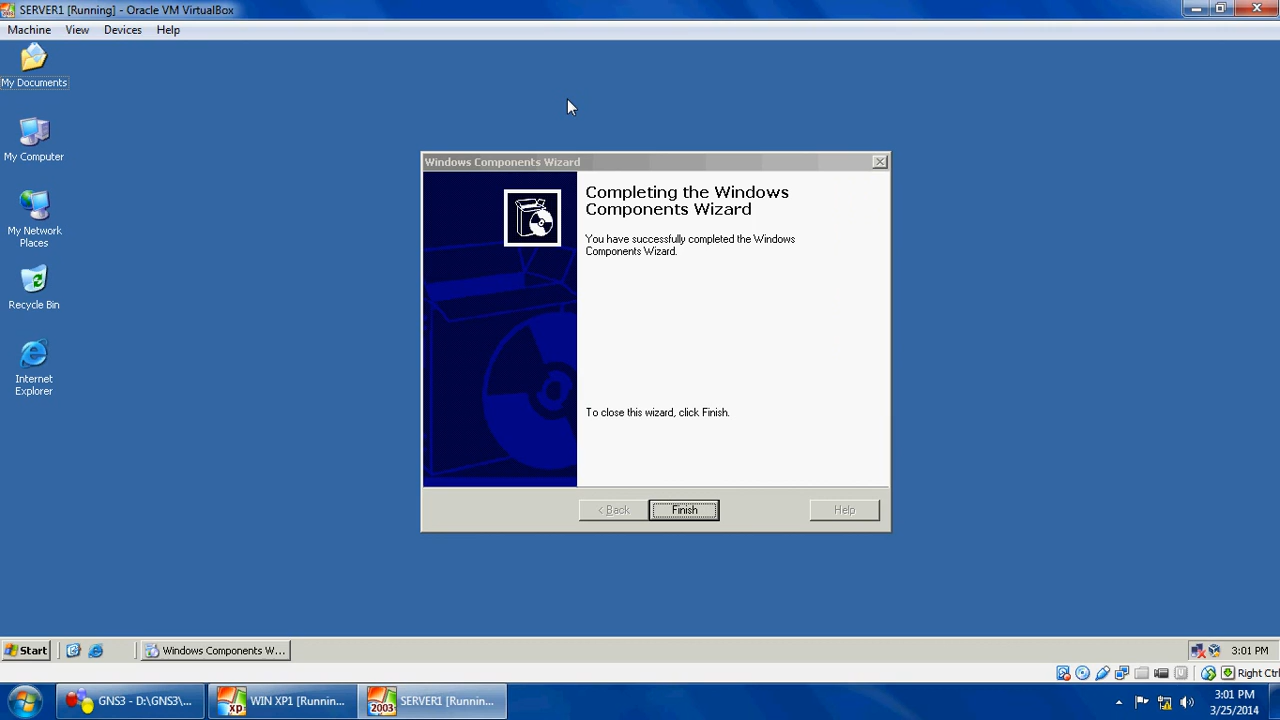 SERVER1 [Running] - Oracle VM VirtualBox
Machine View Devices Help
My Documents
My Computer
My Network
Places
Recycle Bin
Internet
Explorer
Windows Components Wizard
Completing the Windows
Components Wizard
You have successfully completed the Windows
Components Wizard.
To close this wizard, click Finish.
< Back Finish Help
Start Windows Components W... 3:01 PM
Right Ctrl
GNS3 - D:\GNS3\... xp WIN XP1 [Runnin... 2003 SERVER1 [Runnin... 3:01 PM
3/25/2014